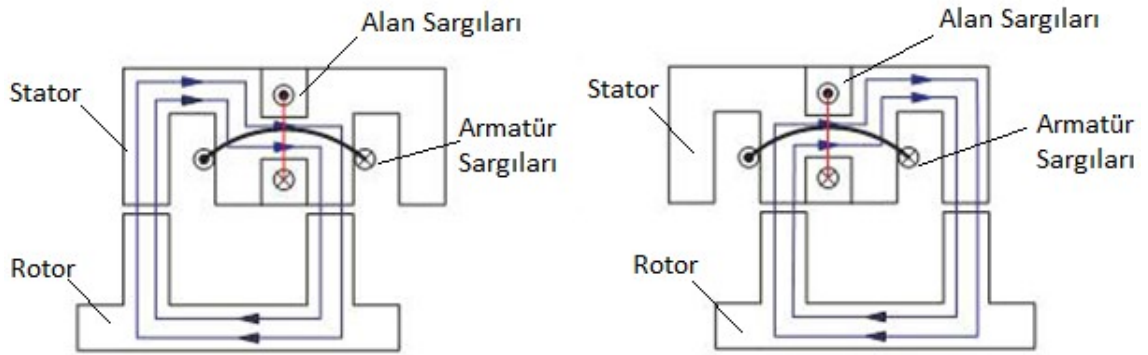 Alan Sargıları
Stator
Armatür
Sargıları
Rotor
Alan Sargıları
Stator
Armatür
Sargıları
Rotor